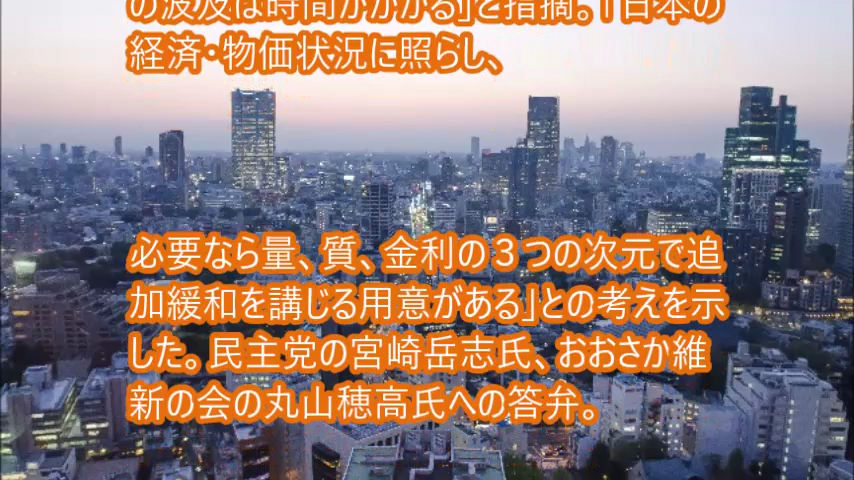 の波及は時間がかかる」と指摘。「日本の
経済・物価状況に照らし、
必要なら量、質、金利の３つの次元で追
加緩和を講じる用意がある」との考えを示
した。民主党の宮崎岳志氏、おおさか維
新の会の丸山穂高氏への答弁。